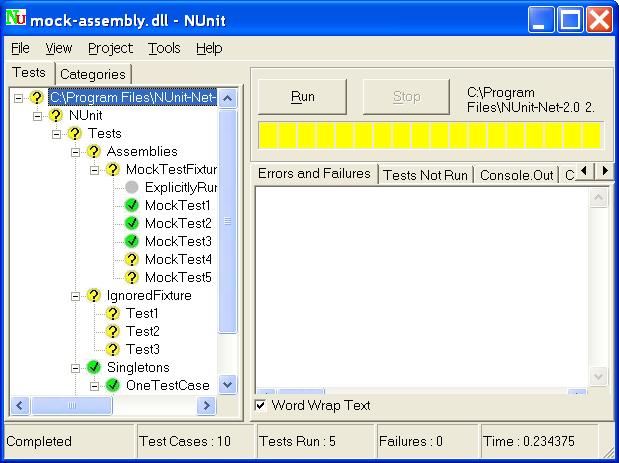 NU mock-assembly.dll - NUnit
File View Project Tools Help
Tests Categories
C:\Program Files\NUnit-Net-
NUnit
Tests
Assemblies
MockTestFixtur
ExplicitlyRur
MockTest1
MockTest2
MockTest3
MockTest4
MockTest5
IgnoredFixture
Test1
Test2
Test3
Singletons
OneTestCase
Run Stop C:\Program
Files\NUnit-Net-2.0 2.
Errors and Failures Tests Not Run Console.Out C
Word Wrap Text
Completed Test Cases : 10 Tests Run : 5 Failures : 0 Time : 0.234375